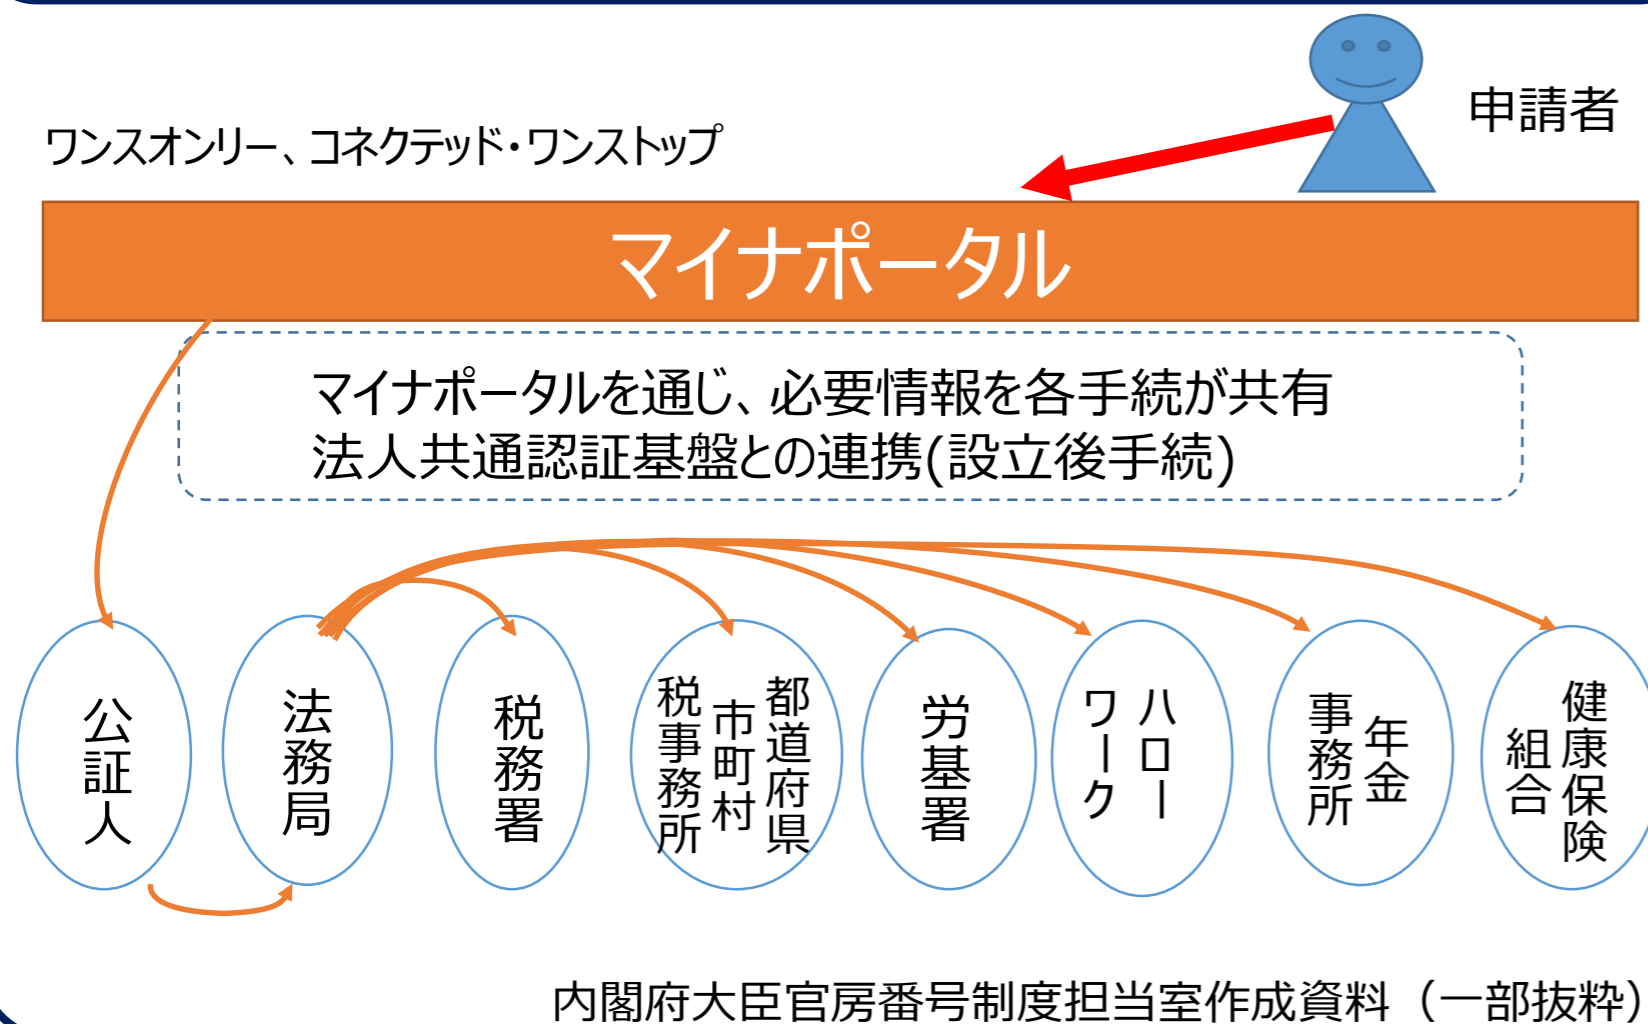 申請者
ワンスオンリー、コネクテッド・ワンストップ
マイナポータル
マイナポータルを通じ、必要情報を各手続が共有
法人共通認証基盤との連携(設立後手続)
公証人
法務局
税務署
都道府県
市町村
税事務所
労基署
ハロー
ワーク
年金
事務所
健康保険
組合
内閣府大臣官房番号制度担当室作成資料（一部抜粋）